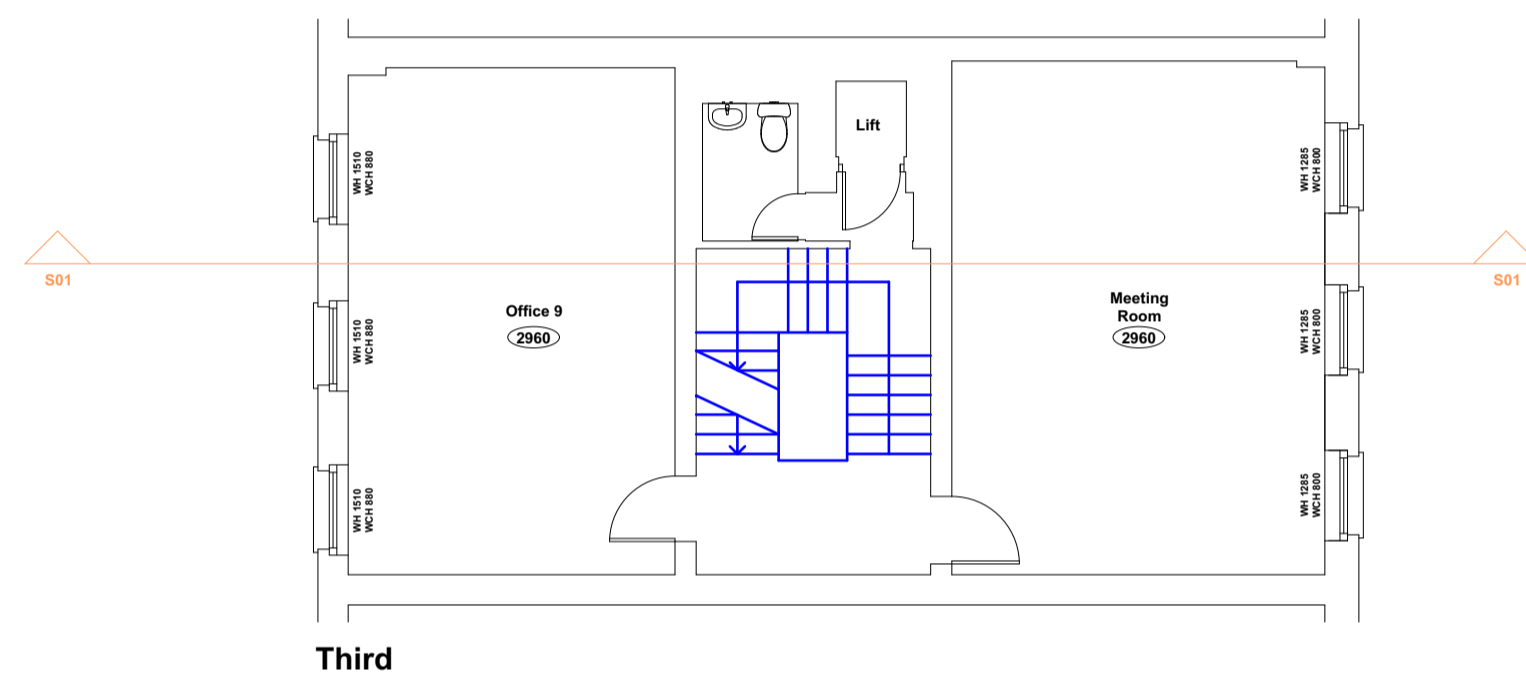 Lift
WH 1510
WCH 880
WH 1285
WCH 800
S01
S01
Office 9
2960
Meeting
Room
2960
WH 1510
WCH 880
WH 1285
WCH 800
WH 1510
WCH 880
WH 1285
WCH 800
Third